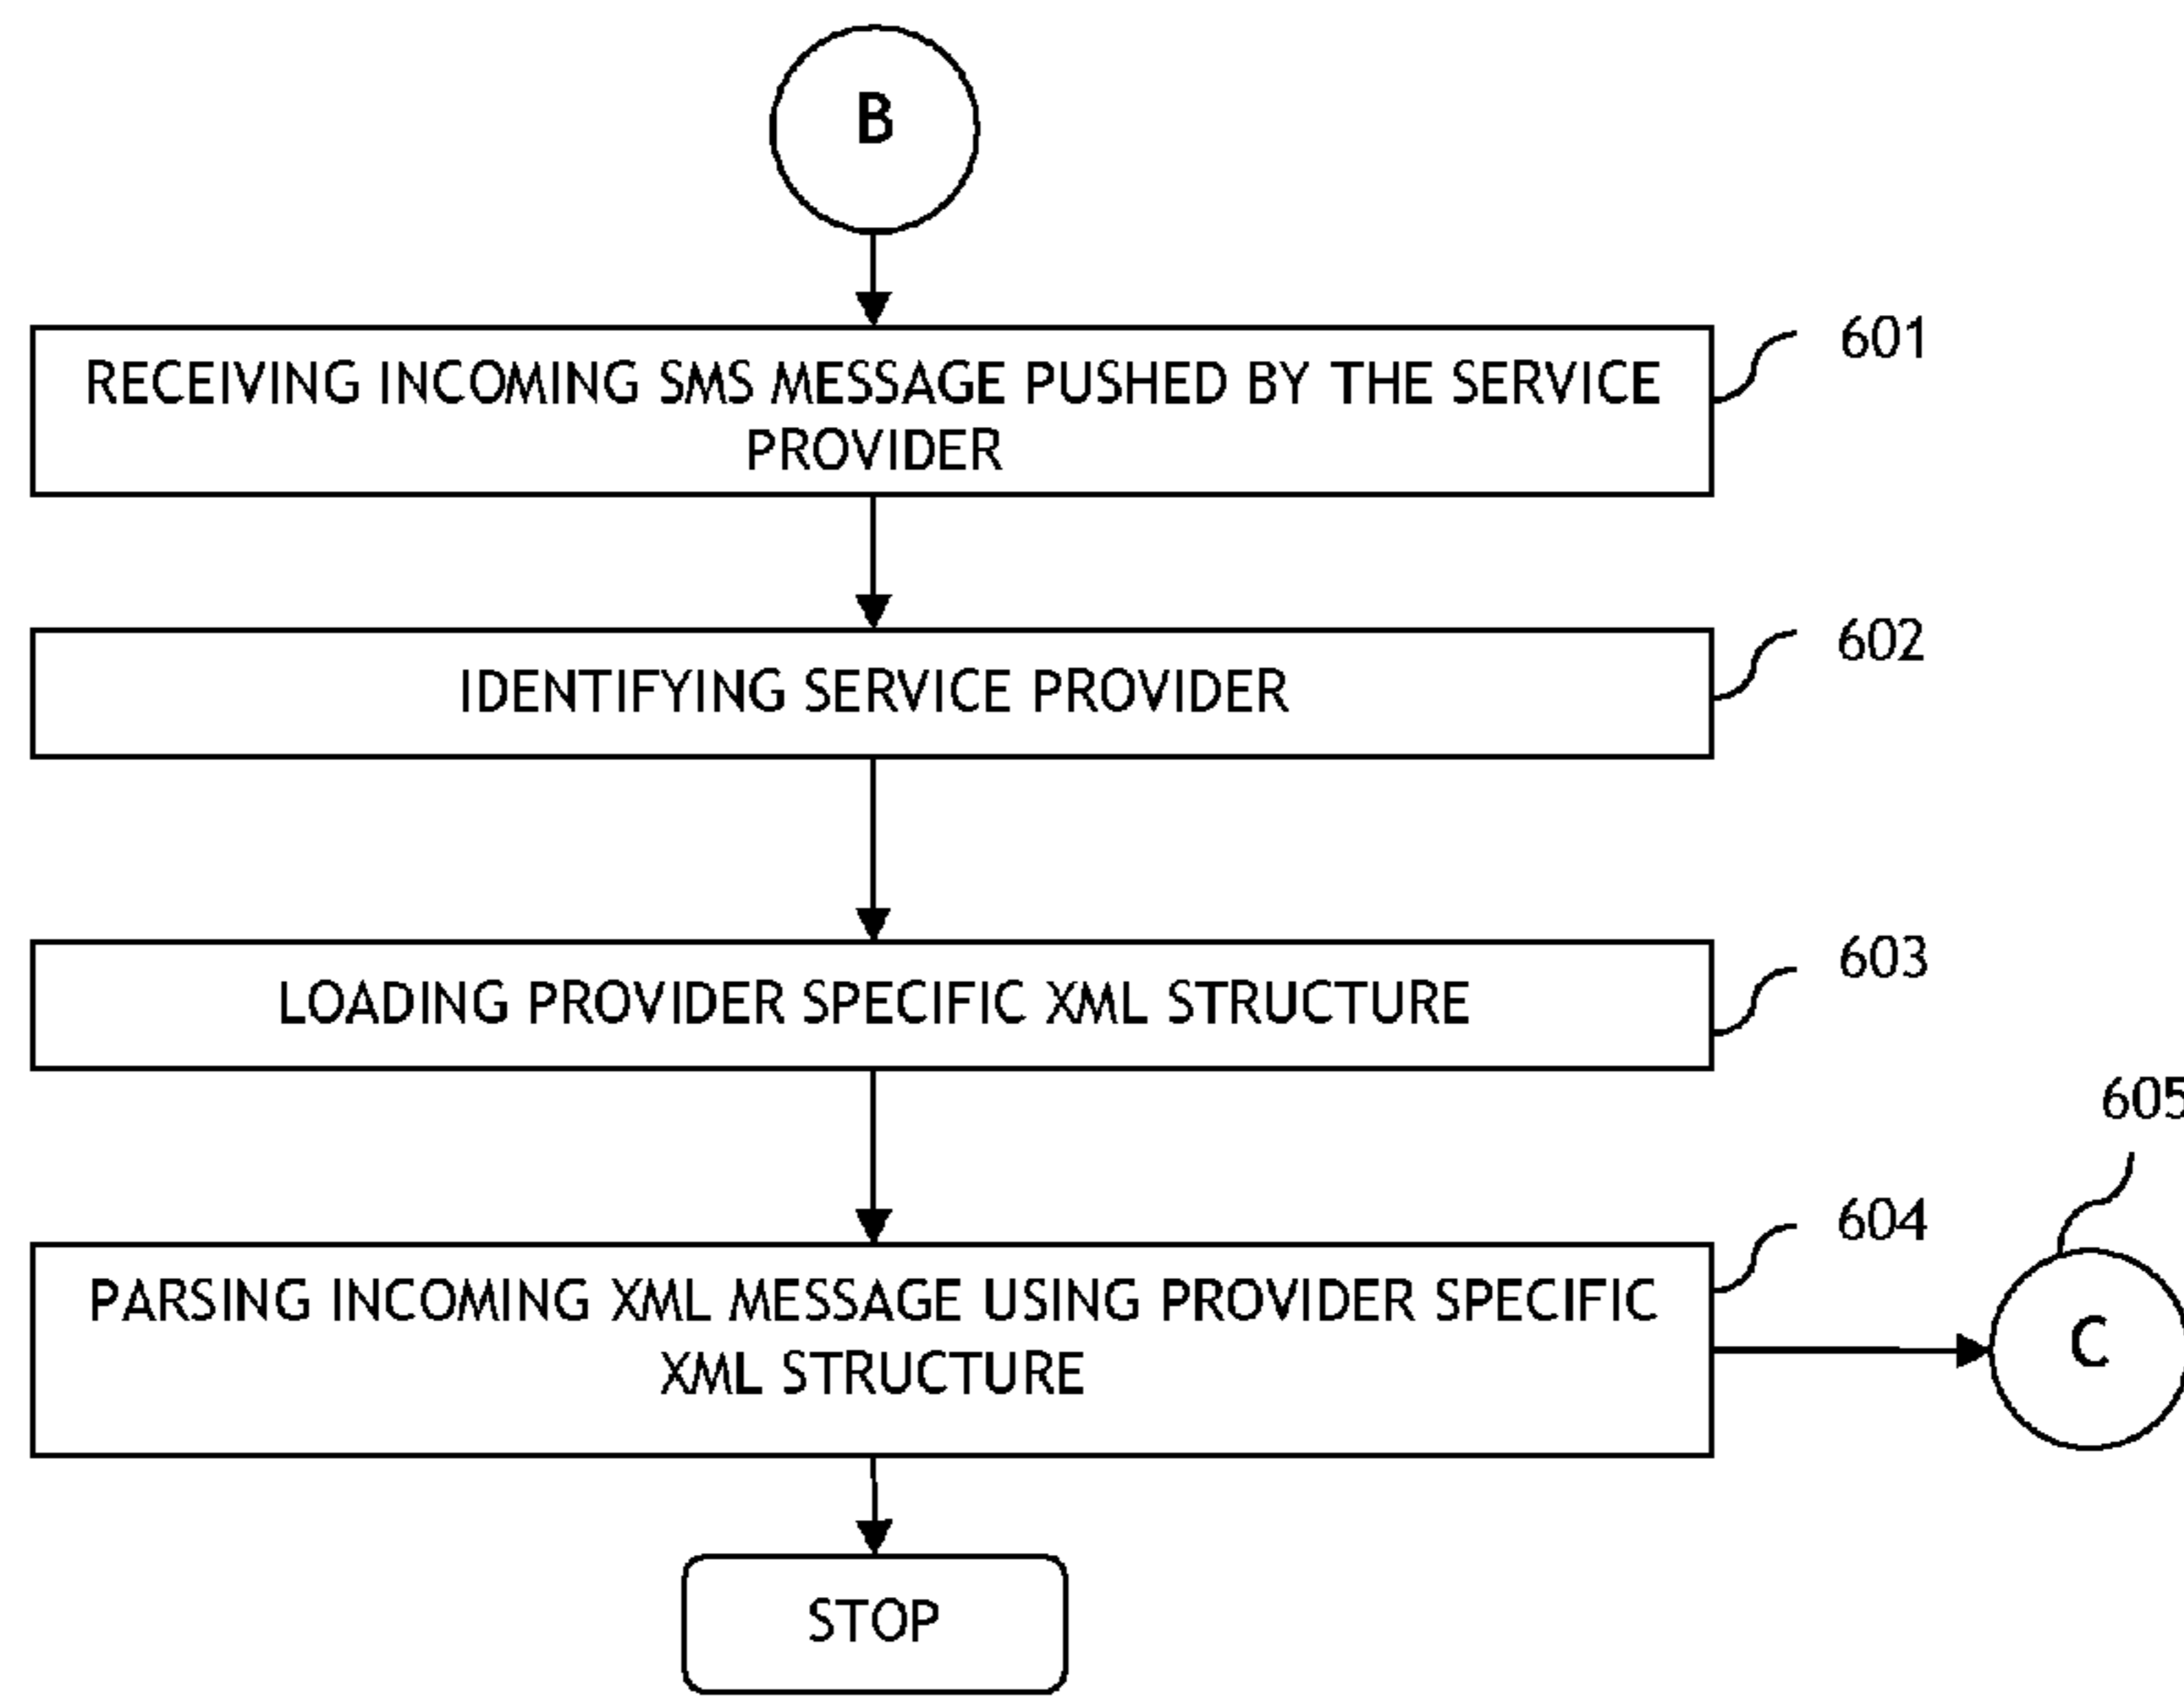 B
RECEIVING INCOMING SMS MESSAGE PUSHED BY THE SERVICE
PROVIDER
601
IDENTIFYING SERVICE PROVIDER
602
LOADING PROVIDER SPECIFIC XML STRUCTURE
603
605
604
PARSING INCOMING XML MESSAGE USING PROVIDER SPECIFIC
XML STRUCTURE
C
STOP